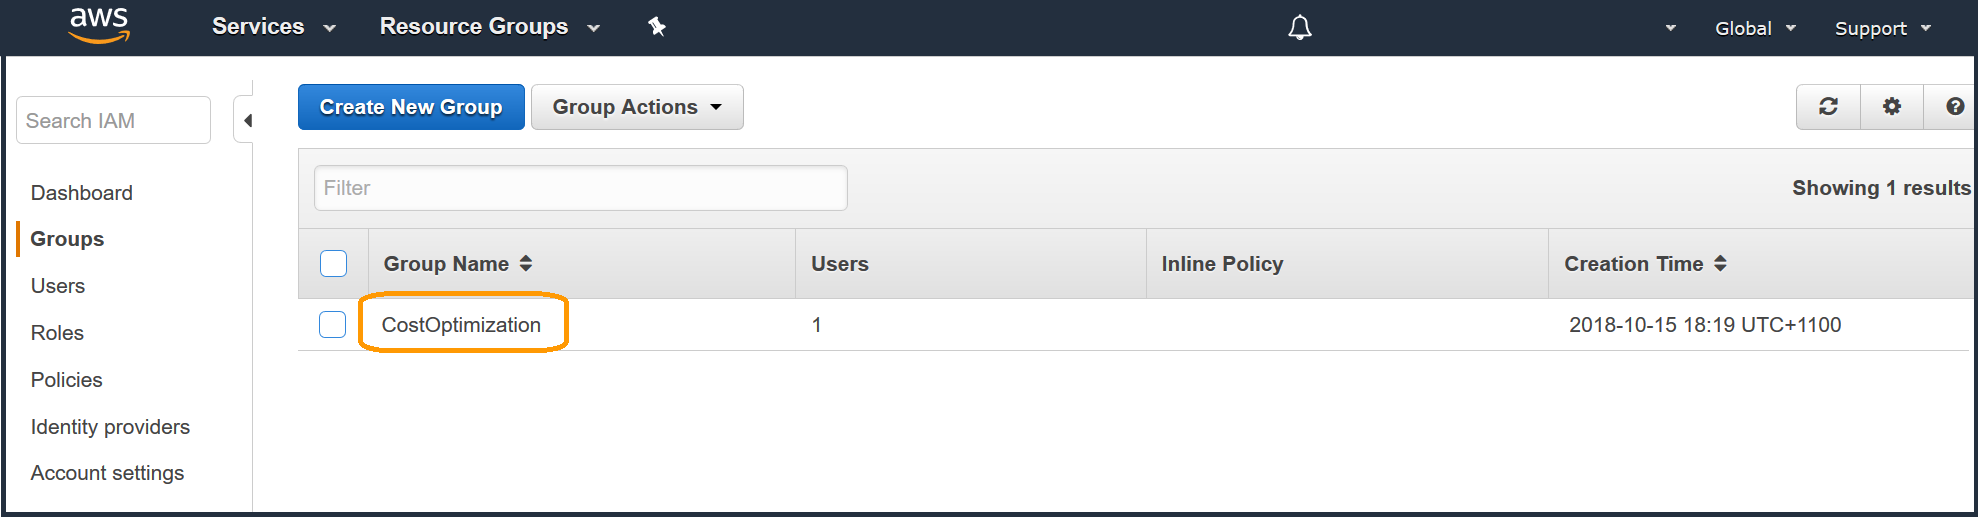 aws Services Resource Groups Global Support
Search IAM
Create New Group Group Actions
Filter
Showing 1 results
Dashboard
Groups
Users
Roles
Policies
Identity providers
Account settings
Group Name Users Inline Policy Creation Time
CostOptimization 1 2018-10-15 18:19 UTC+1100